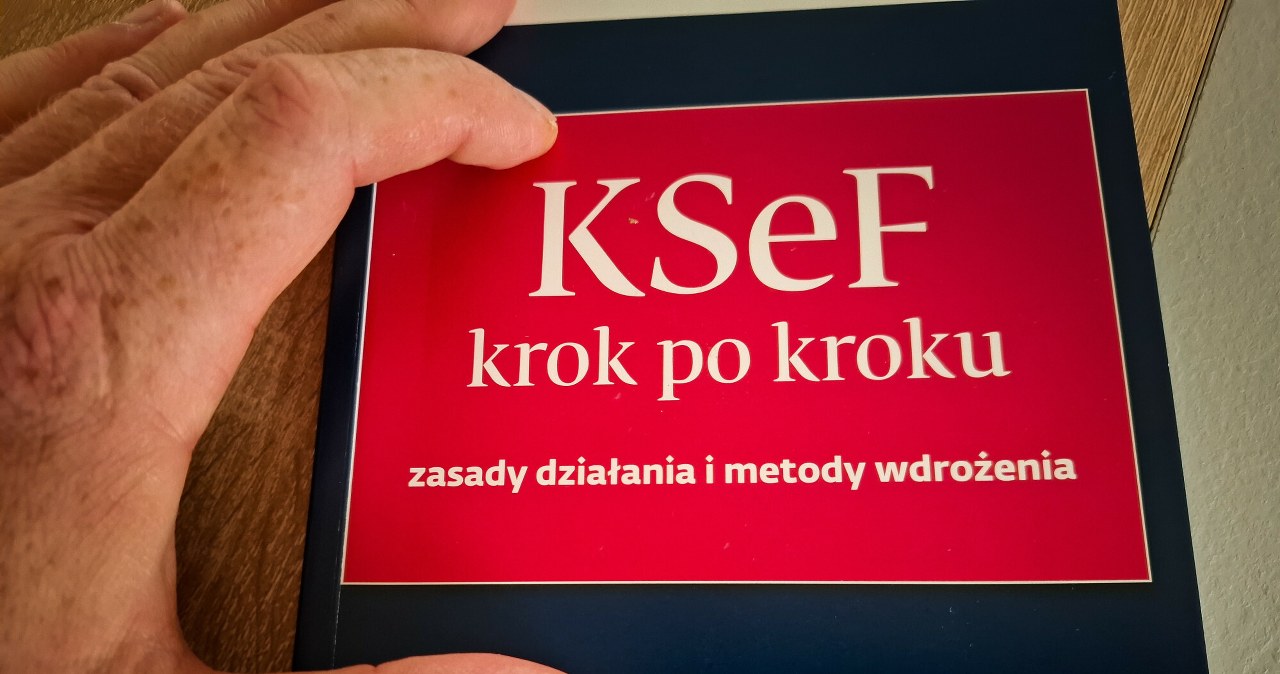 KSeF
krok po kroku
zasady działania i metody wdrożenia